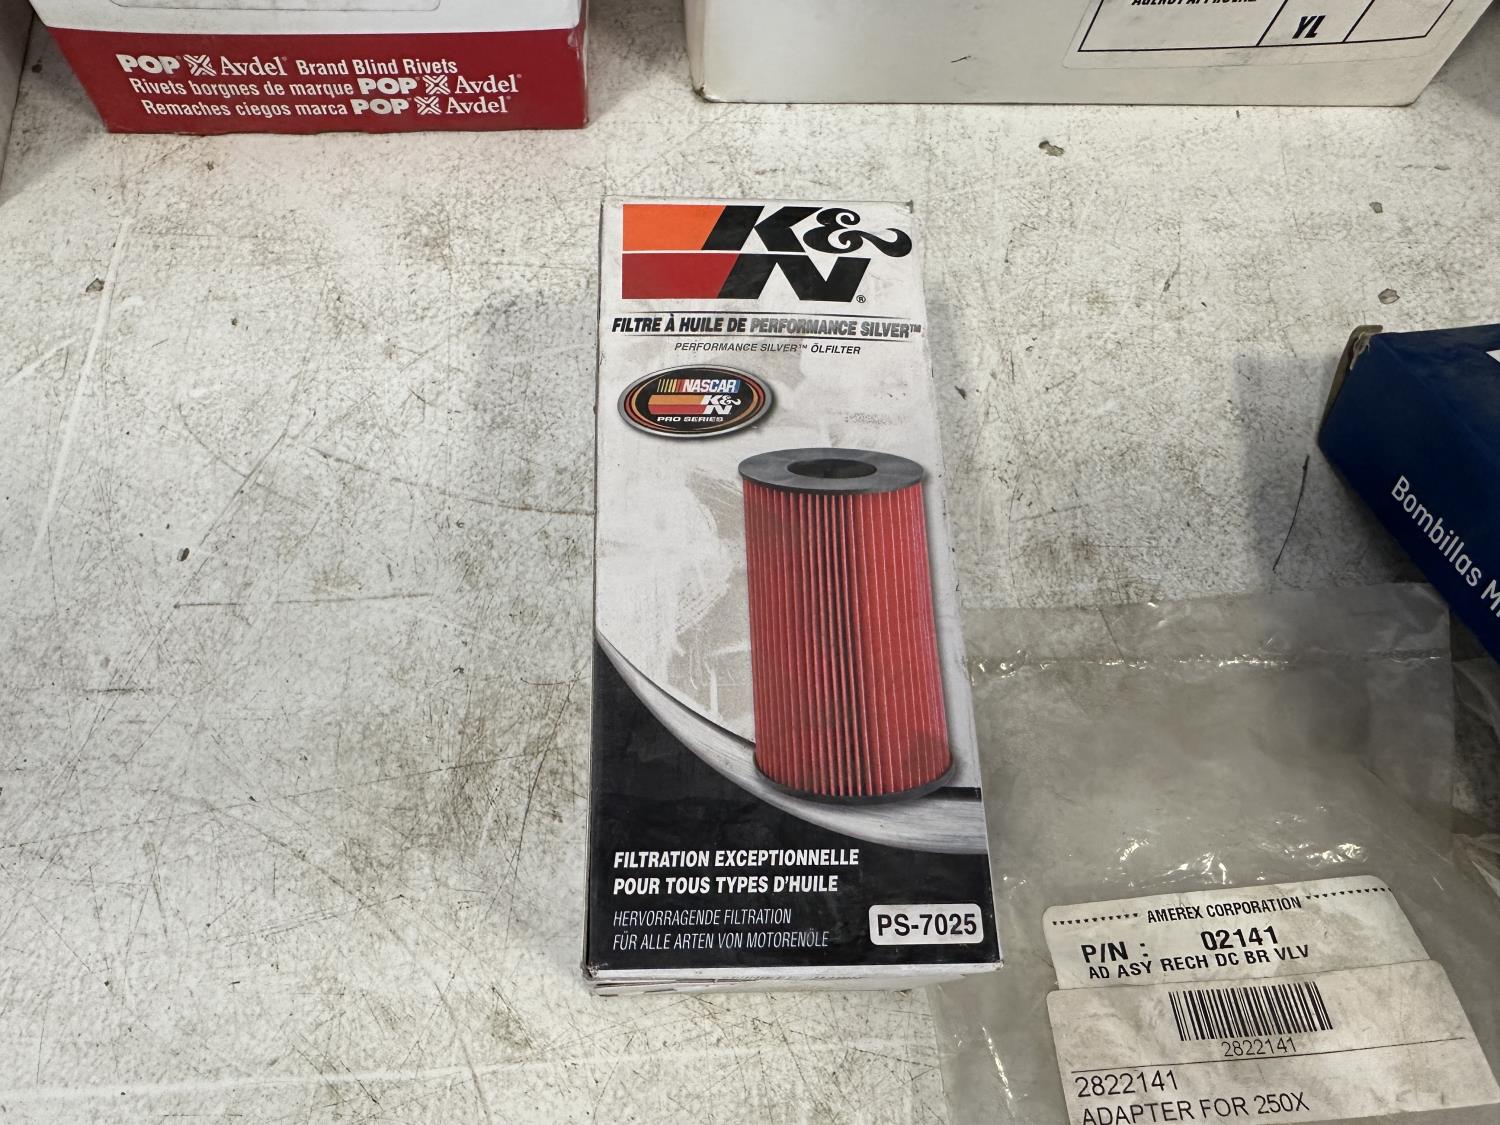 POP Avdel® Brand Blind Rivets
Rivets borgnes de marque POP® Avdel®
Remaches ciegos marca POP® Avdel®
YL
K&N®
FILTRE À HUILE DE PERFORMANCE SILVER™
PERFORMANCE SILVER™ ÖLFILTER
NASCAR
K&N
PRO SERIES
FILTRATION EXCEPTIONNELLE
POUR TOUS TYPES D'HUILE
HERVORRAGENDE FILTRATION
FÜR ALLE ARTEN VON MOTORENÖLE
PS-7025
Bombillas
AMEREX CORPORATION
P/N : 02141
AD ASY RECH DC BR VLV
2822141
2822141
ADAPTER FOR 250X